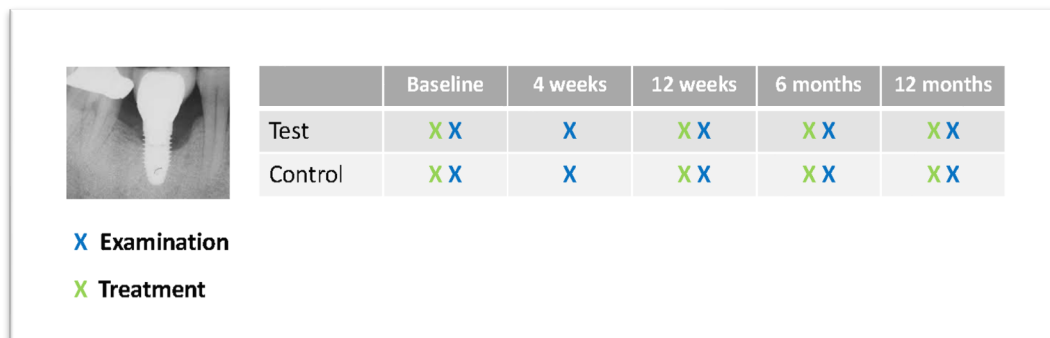 Baseline 4 weeks 12 weeks 6 months 12 months
Test X X X X X X X X X
Control X X X X X X X X X
X Examination
X Treatment